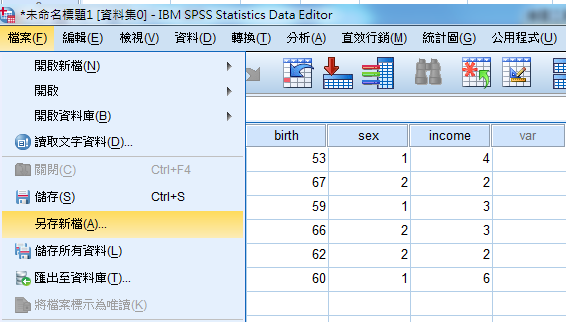 *未命名標題1 [資料集0] - IBM SPSS Statistics Data Editor
檔案(F) 編輯(E) 檢視(V) 資料(D) 轉換(T) 分析(A) 直效行銷(M) 統計圖(G) 公用程式(U)
開啟新檔(N)
開啟
開啟資料庫(B)
讀取文字資料(D)...
關閉(C) Ctrl+F4
儲存(S) Ctrl+S
另存新檔(A)...
儲存所有資料(L)
匯出至資料庫(T)...
將檔案標示為唯讀(K)
birth sex income var
53 1 4
67 2 2
59 1 3
66 2 3
62 2 2
60 1 6